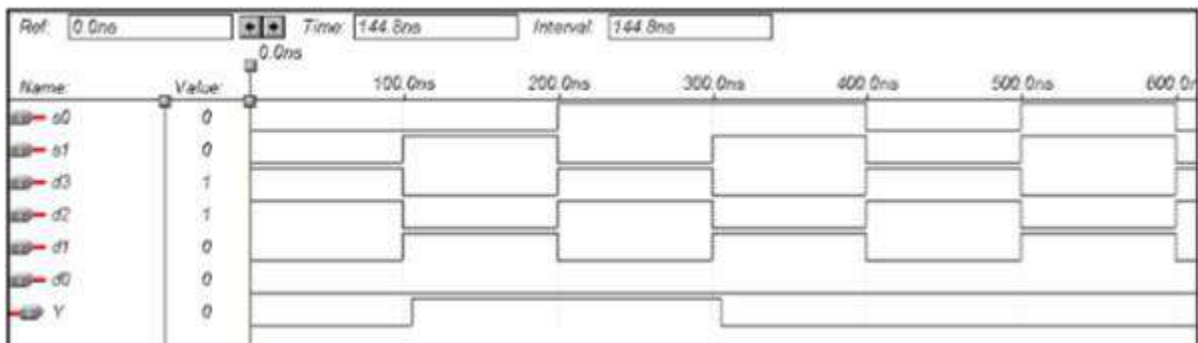 Ref: 0.0ns Time: 144.8ns Interval: 144.8ns
0.0ns
Name: Value: 100.0ns 200.0ns 300.0ns 400.0ns 500.0ns 600.0n
s0 0
s1 0
d3 1
d2 1
d1 0
d0 0
Y 0